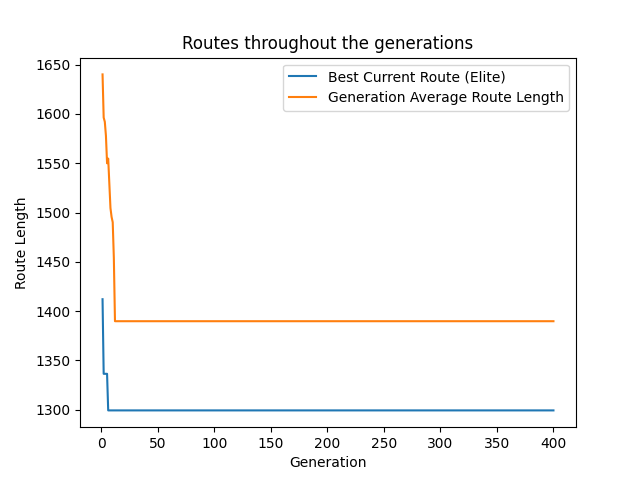 Routes throughout the generations
Best Current Route (Elite)
Generation Average Route Length
Route Length
1650
1600
1550
1500
1450
1400
1350
1300
0 50 100 150 200 250 300 350 400
Generation